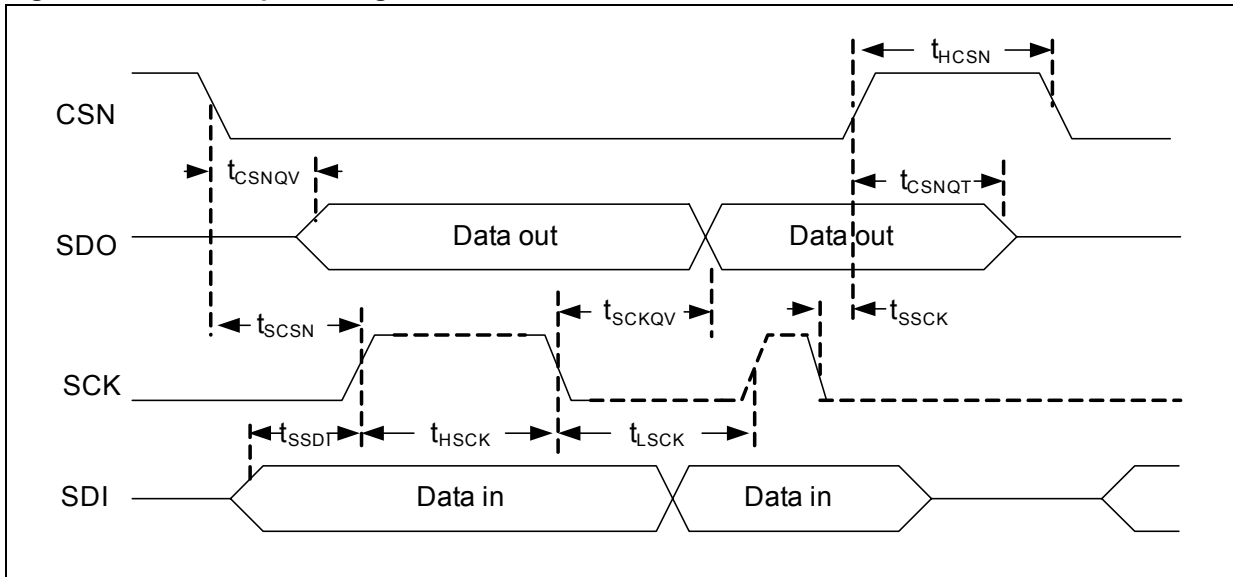 tHCSN
CSN
tCSNQV
tCSNQT
SDO
Data out
Data out
tSCSN
tSCKQV
tSSCK
SCK
tSSDI
tHSCK
tLSCK
SDI
Data in
Data in